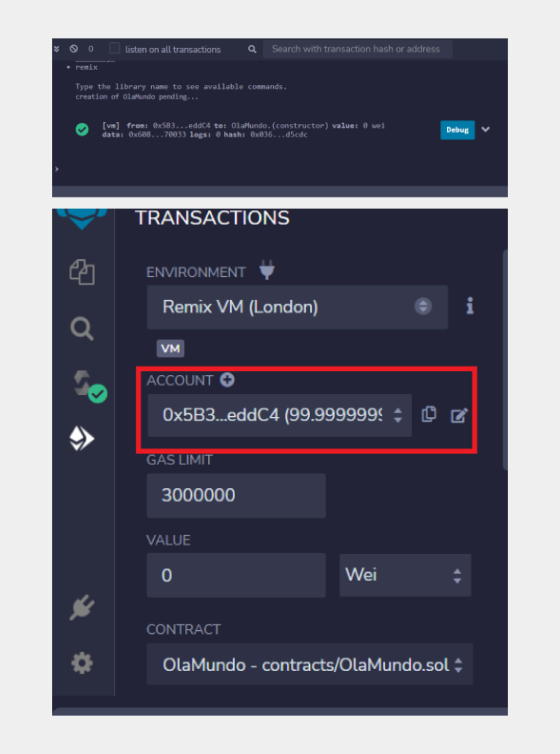 0 listen on all transactions Search with transaction hash or address
remix
Type the library name to see available commands.
creation of OlaMundo pending...
[vm] from: 0x5B3...eddC4 to: OlaMundo.(constructor) value: 0 wei
data: 0x608...70033 logs: 0 hash: 0x036...d5cdc
Debug
>
TRANSACTIONS
ENVIRONMENT
Remix VM (London)
VM
ACCOUNT
0x5B3...eddC4 (99.9999999
GAS LIMIT
3000000
VALUE
0 Wei
CONTRACT
OlaMundo - contracts/OlaMundo.sol